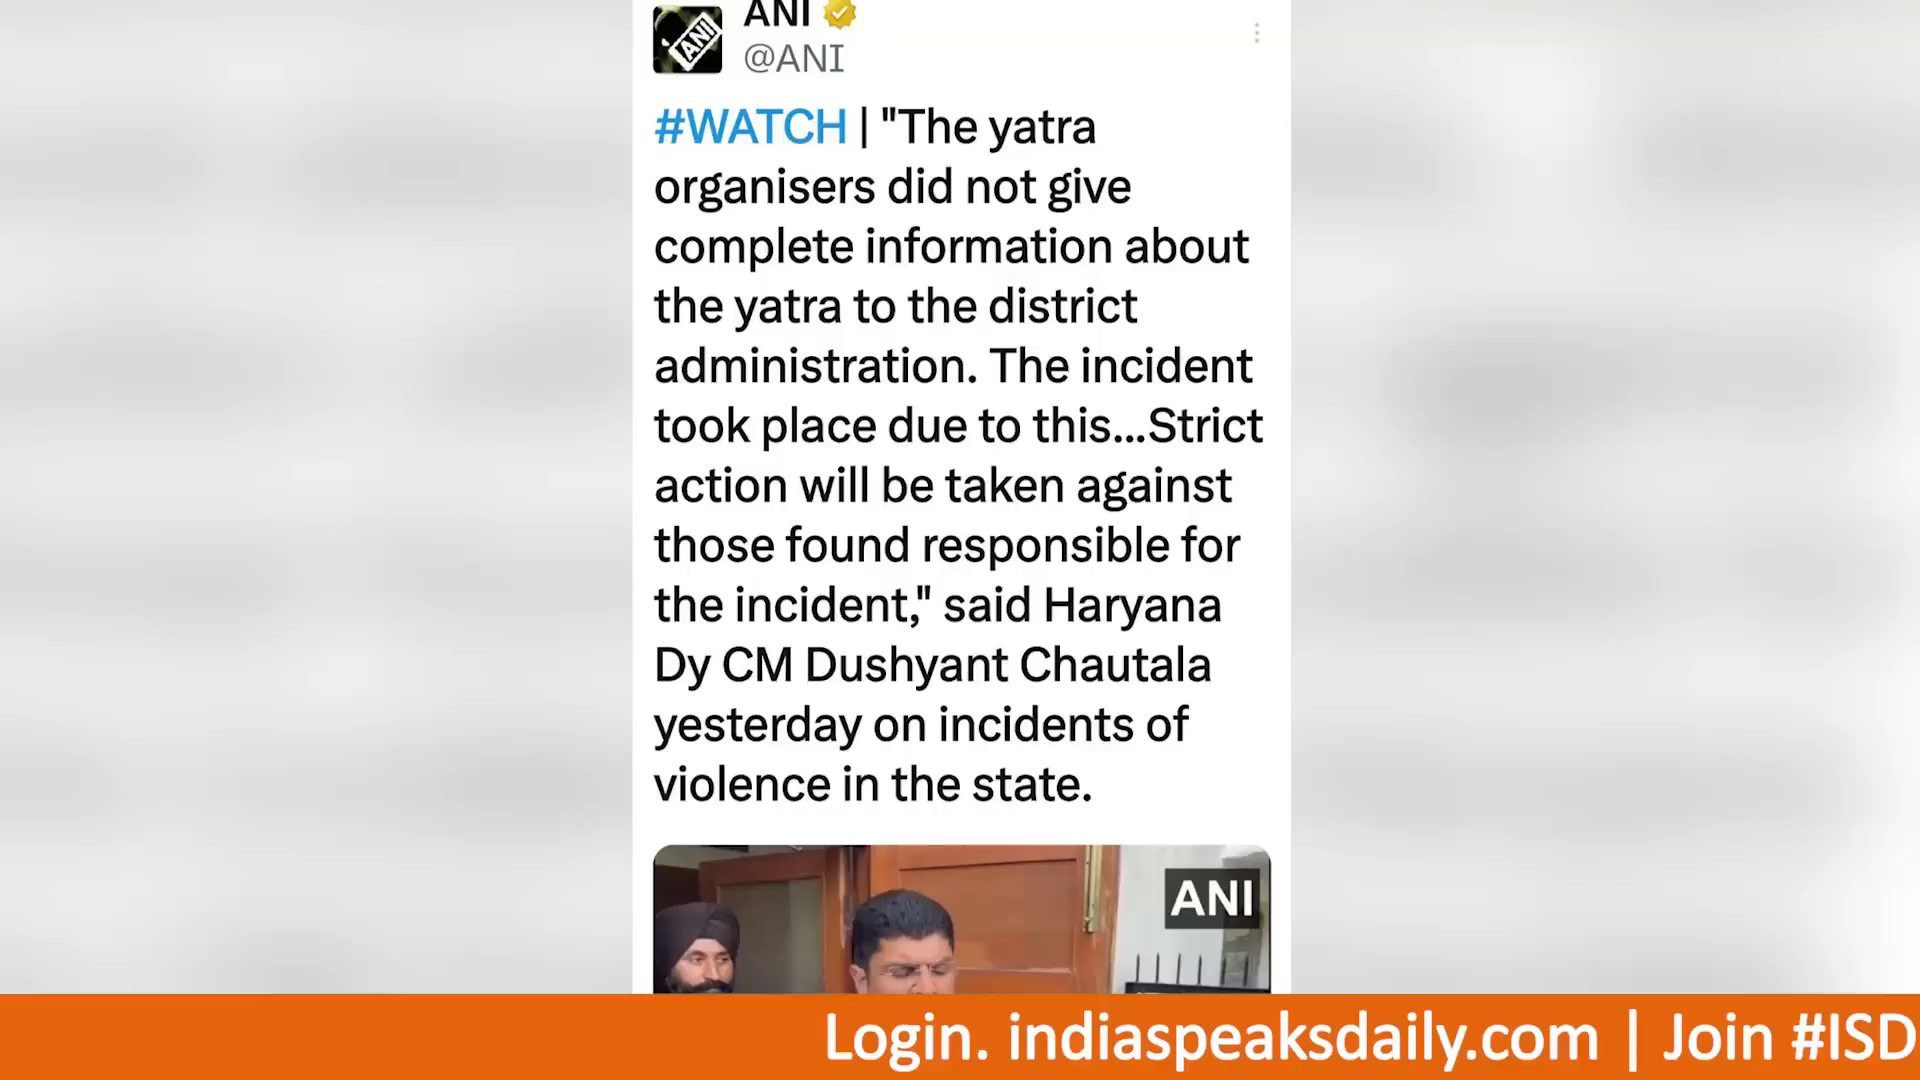 ANI
ANI
@ANI
#WATCH | "The yatra
organisers did not give
complete information about
the yatra to the district
administration. The incident
took place due to this...Strict
action will be taken against
those found responsible for
the incident," said Haryana
Dy CM Dushyant Chautala
yesterday on incidents of
violence in the state.
ANI
Login. indiaspeaksdaily.com | Join #ISD